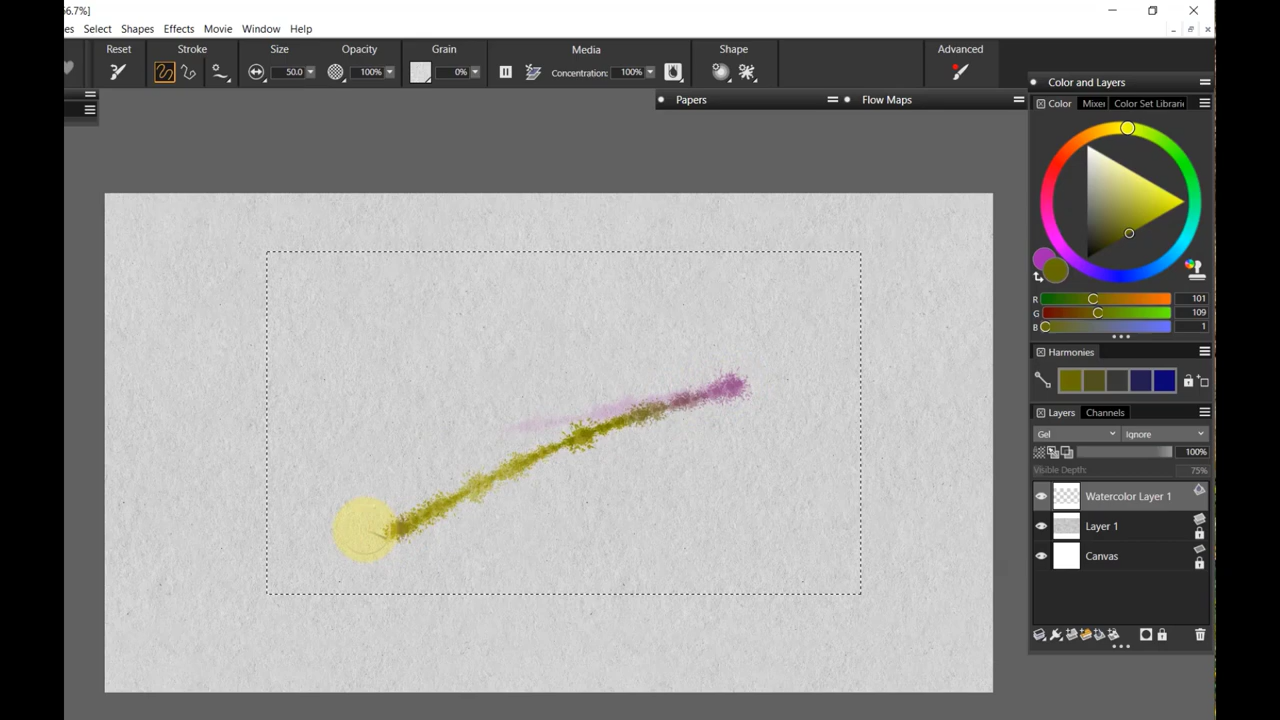 6.7%]
es Select Shapes Effects Movie Window Help
Reset Stroke Size Opacity Grain Media Shape Advanced
50.0 100% 0% Concentration: 100%
Papers Flow Maps
Color and Layers
Color Mixer Color Set Librari
R 101
G 109
B 1
Harmonies
Layers Channels
Gel Ignore
100%
Visible Depth: 75%
Watercolor Layer 1
Layer 1
Canvas